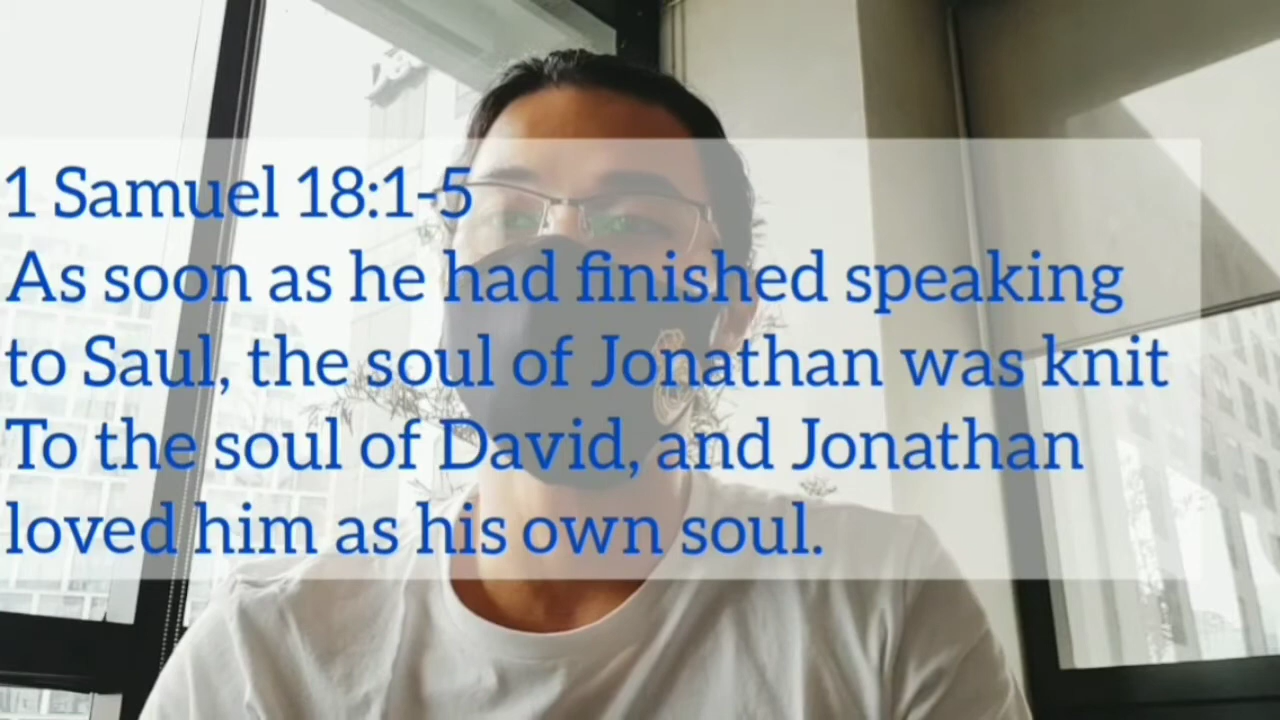 1 Samuel 18:1-5
As soon as he had finished speaking
to Saul, the soul of Jonathan was knit
To the soul of David, and Jonathan
loved him as his own soul.